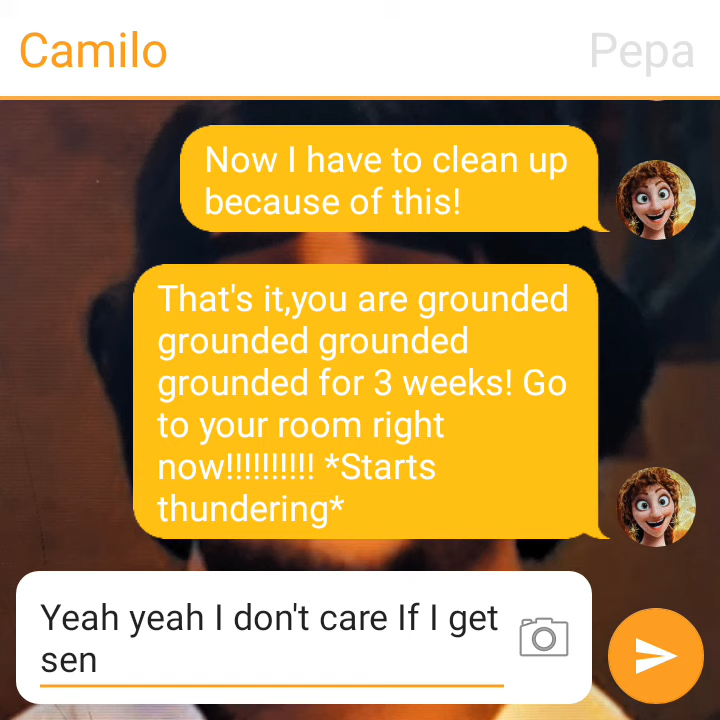 Camilo
Pepa
Now I have to clean up
because of this!
That's it,you are grounded
grounded grounded
grounded for 3 weeks! Go
to your room right
now!!!!!!!!!! *Starts
thundering*
Yeah yeah I don't care If I get
sen